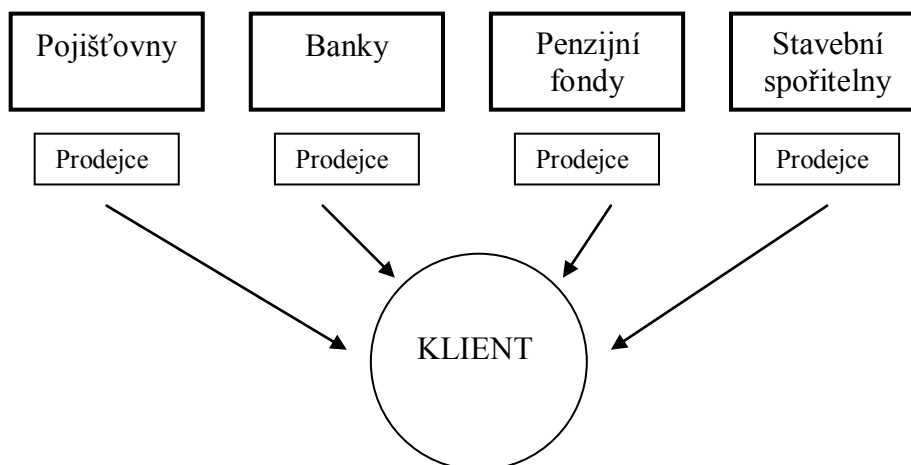 Pojišťovny
Banky
Penzijní
fondy
Stavební
spořitelny
Prodejce
Prodejce
Prodejce
Prodejce
KLIENT